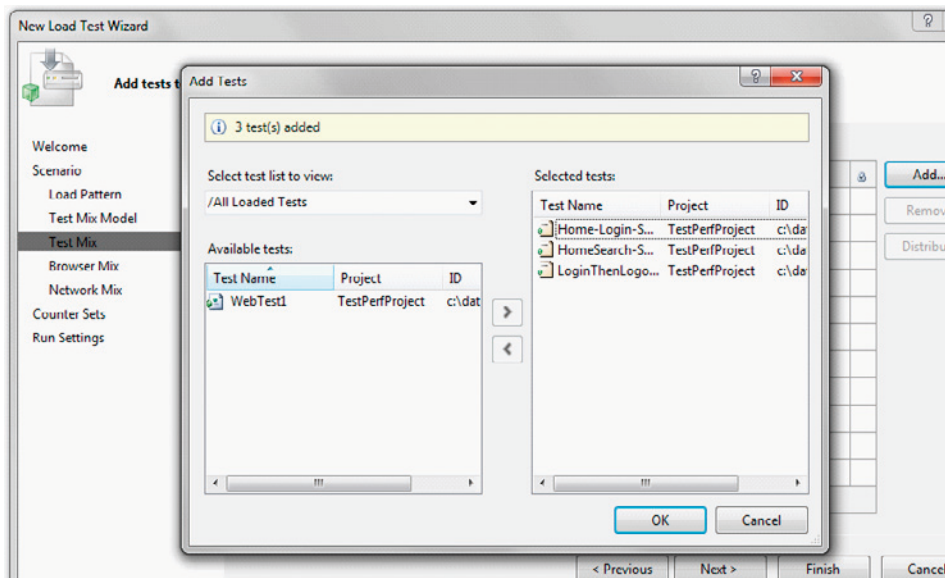 New Load Test Wizard
Add tests t
Welcome
Scenario
Load Pattern
Test Mix Model
Test Mix
Browser Mix
Network Mix
Counter Sets
Run Settings
Add Tests
3 test(s) added
Select test list to view:
/All Loaded Tests
Available tests:
Test Name Project ID
WebTest1 TestPerfProject c:\dat
Selected tests:
Test Name Project ID
Home-Login-S... TestPerfProject c:\da
HomeSearch-S... TestPerfProject c:\da
LoginThenLogo... TestPerfProject c:\da
OK Cancel
Add...
Remov
Distribu
< Previous Next > Finish Cancel